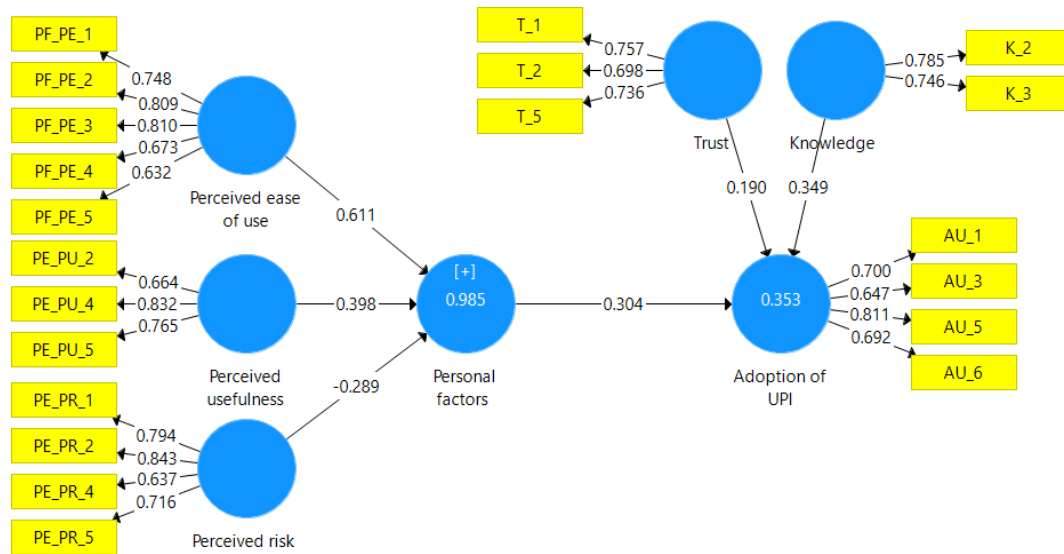 PF_PE_1
PF_PE_2
PF_PE_3
PF_PE_4
PF_PE_5
0.748
0.809
0.810
0.673
0.632
Perceived ease
of use
0.611
PE_PU_2
PE_PU_4
PE_PU_5
0.664
0.832
0.765
Perceived
usefulness
0.398
PE_PR_1
PE_PR_2
PE_PR_4
PE_PR_5
0.794
0.843
0.637
0.716
Perceived risk
-0.289
[+]
0.985
Personal
factors
0.304
T_1
T_2
T_5
0.757
0.698
0.736
Trust
0.190
K_2
K_3
0.785
0.746
Knowledge
0.349
0.353
Adoption of
UPI
0.700
0.647
0.811
0.692
AU_1
AU_3
AU_5
AU_6